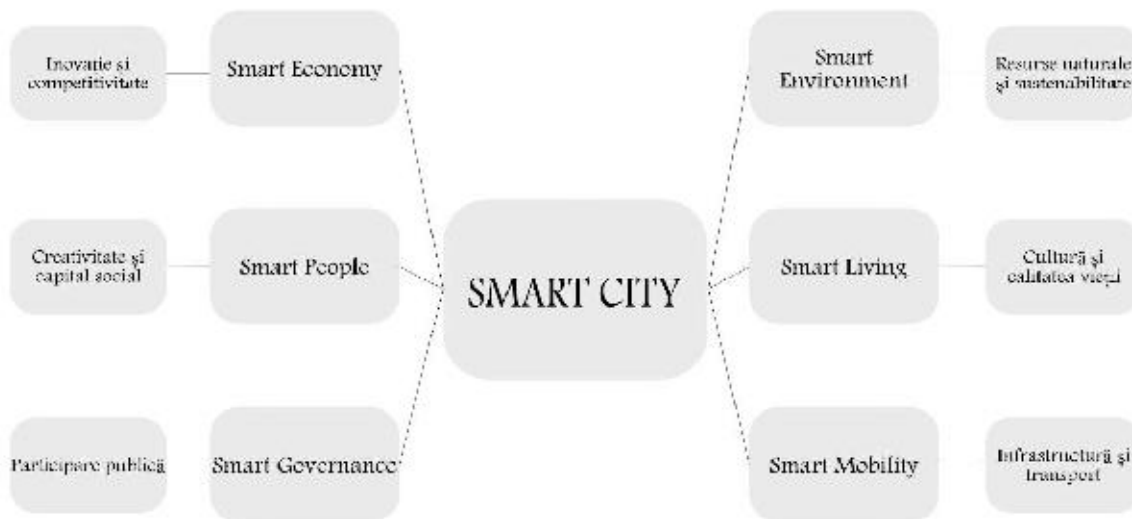 Inovație si
competitivitate
Smart Economy
Smart
Environment
Resurse naturale
și sustenabilitate
Creativitate și
capital social
Smart People
SMART CITY
Smart Living
Cultură și
calitatea vieții
Participare publică
Smart Governance
Smart Mobility
Infrastructură și
transport